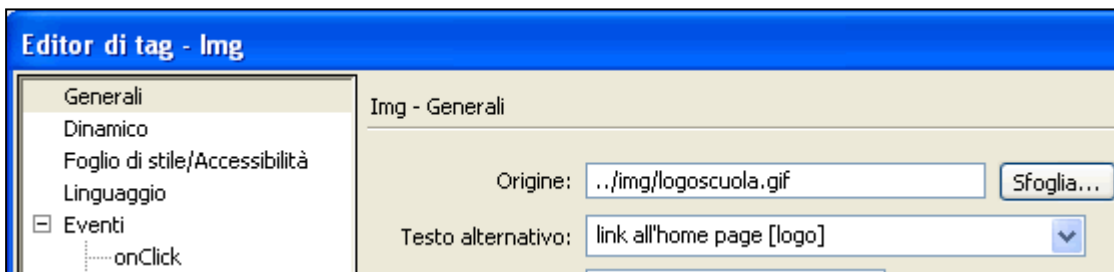 Editor di tag - Img
Generali
Dinamico
Foglio di stile/Accessibilità
Linguaggio
Eventi
onClick
Img - Generali
Origine: ../img/logoscuola.gif Sfoglia...
Testo alternativo: link all'home page [logo]